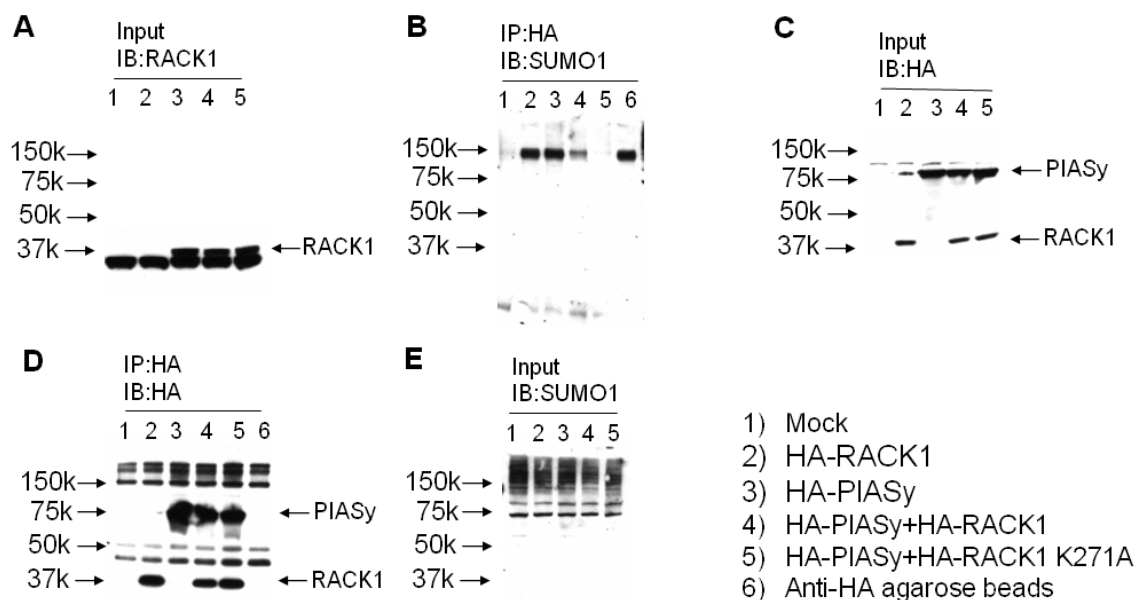 A
Input
IB:RACK1
1 2 3 4 5
150k→
75k→
50k→
37k→
←RACK1
B
IP:HA
IB:SUMO1
1 2 3 4 5 6
150k→
75k→
50k→
37k→
C
Input
IB:HA
1 2 3 4 5
150k→
75k→
50k→
37k→
←PIASy
←RACK1
D
IP:HA
IB:HA
1 2 3 4 5 6
150k→
75k→
50k→
37k→
←PIASy
←RACK1
E
Input
IB:SUMO1
1 2 3 4 5
150k→
75k→
50k→
37k→
1) Mock
2) HA-RACK1
3) HA-PIASy
4) HA-PIASy+HA-RACK1
5) HA-PIASy+HA-RACK1 K271A
6) Anti-HA agarose beads